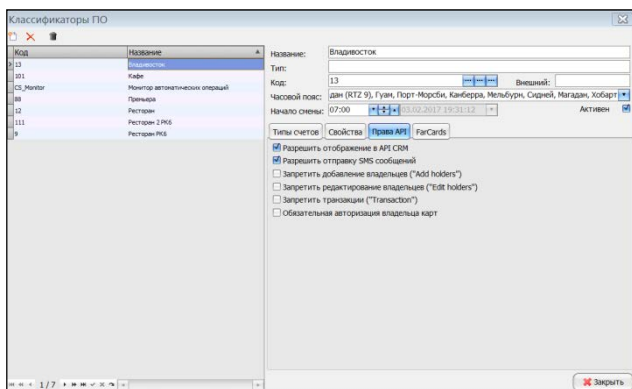 Классификаторы ПО
Код Название
13 Владивосток
101 Кафе
CS_Monitor Монитор автоматических операций
88 Премьера
12 Ресторан
111 Ресторан 2 РК6
9 Ресторан РК6
1 / 7
Название: Владивосток
Тип:
Код: 13 Внешний:
Часовой пояс: дан (RTZ 9), Гуам, Порт-Морсби, Канберра, Мельбурн, Сидней, Магадан, Хобарт
Начало смены: 07:00 03.02.2017 19:31:12 Активен
Типы счетов Свойства Права API FarCards
Разрешить отображение в API CRM
Разрешить отправку SMS сообщений
Запретить добавление владельцев ("Add holders")
Запретить редактирование владельцев ("Edit holders")
Запретить транзакции ("Transaction")
Обязательная авторизация владельца карт
Закрыть